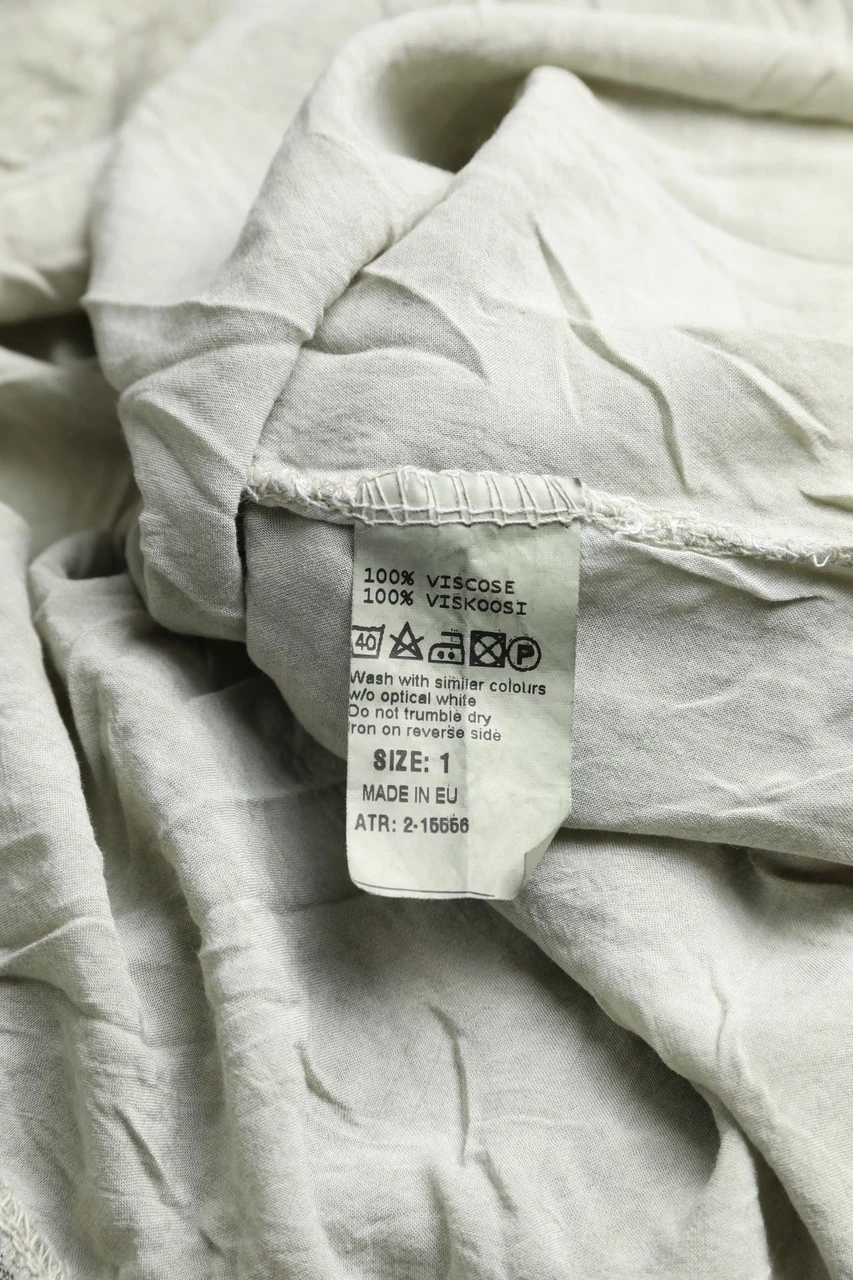 100% VISCOSE
100% VISKOOSI
40 P
Wash with similar colours
w/o optical white
Do not trumble dry
Iron on reverse side
SIZE: 1
MADE IN EU
ATR: 2-15556